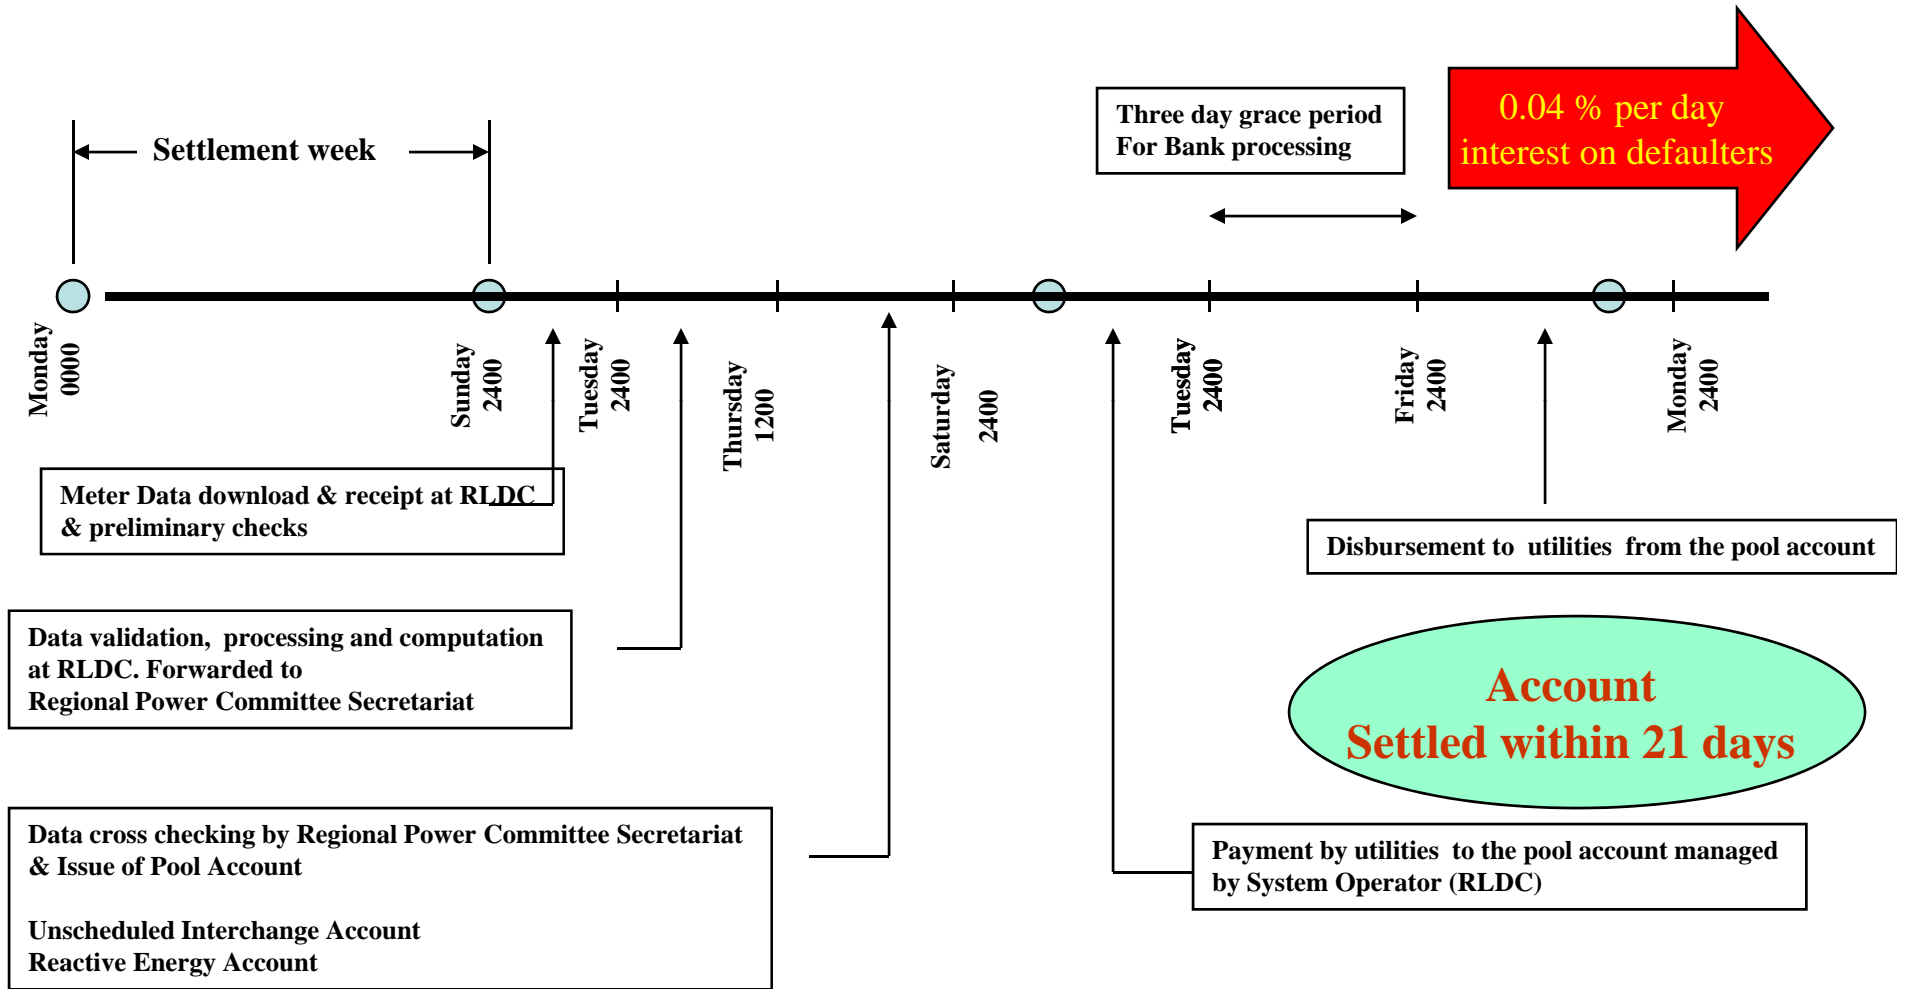 Three day grace period
For Bank processing
0.04 % per day
interest on defaulters
Settlement week
Monday
0000
Sunday
2400
Tuesday
2400
Thursday
1200
Saturday
2400
Tuesday
2400
Friday
2400
Monday
2400
Meter Data download & receipt at RLDC
& preliminary checks
Disbursement to utilities from the pool account
Data validation, processing and computation
at RLDC. Forwarded to
Regional Power Committee Secretariat
Account
Settled within 21 days
Data cross checking by Regional Power Committee Secretariat
& Issue of Pool Account
Unscheduled Interchange Account
Reactive Energy Account
Payment by utilities to the pool account managed
by System Operator (RLDC)